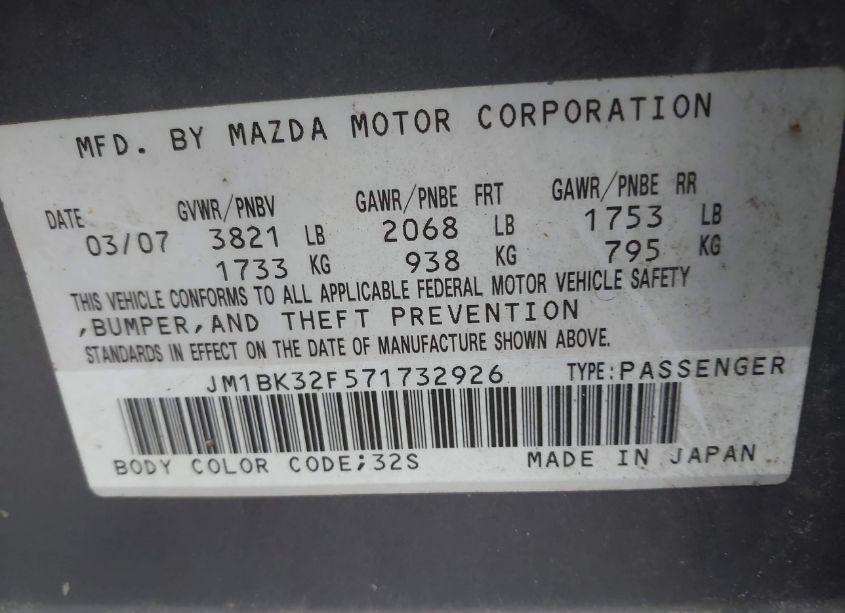 MFD. BY MAZDA MOTOR CORPORATION
DATE GVWR/PNBV GAWR/PNBE FRT GAWR/PNBE RR
03/07 3821 LB 2068 LB 1753 LB
1733 KG 938 KG 795 KG
THIS VEHICLE CONFORMS TO ALL APPLICABLE FEDERAL MOTOR VEHICLE SAFETY
,BUMPER,AND THEFT PREVENTION
STANDARDS IN EFFECT ON THE DATE OF MANUFACTURE SHOWN ABOVE.
JM1BK32F571732926 TYPE:PASSENGER
BODY COLOR CODE;32S MADE IN JAPAN